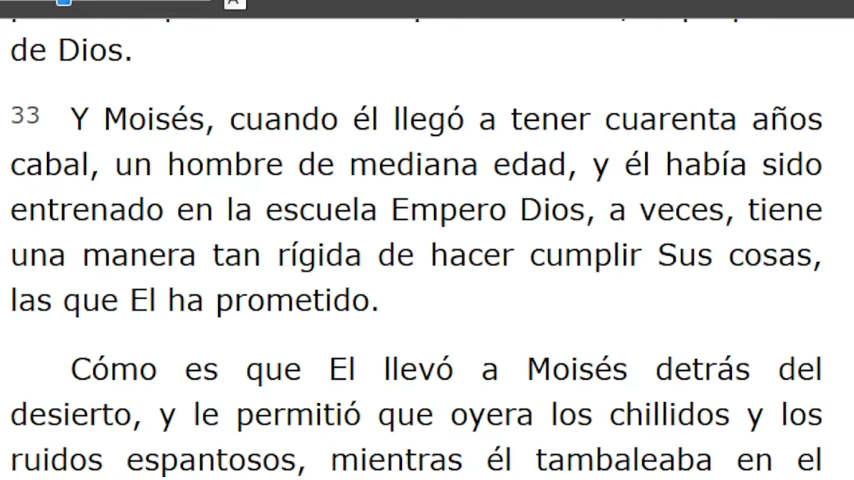 de Dios.
33 Y Moisés, cuando él llegó a tener cuarenta años
cabal, un hombre de mediana edad, y él había sido
entrenado en la escuela Empero Dios, a veces, tiene
una manera tan rígida de hacer cumplir Sus cosas,
las que El ha prometido.
Cómo es que El llevó a Moisés detrás del
desierto, y le permitió que oyera los chillidos y los
ruidos espantosos, mientras él tambaleaba en el